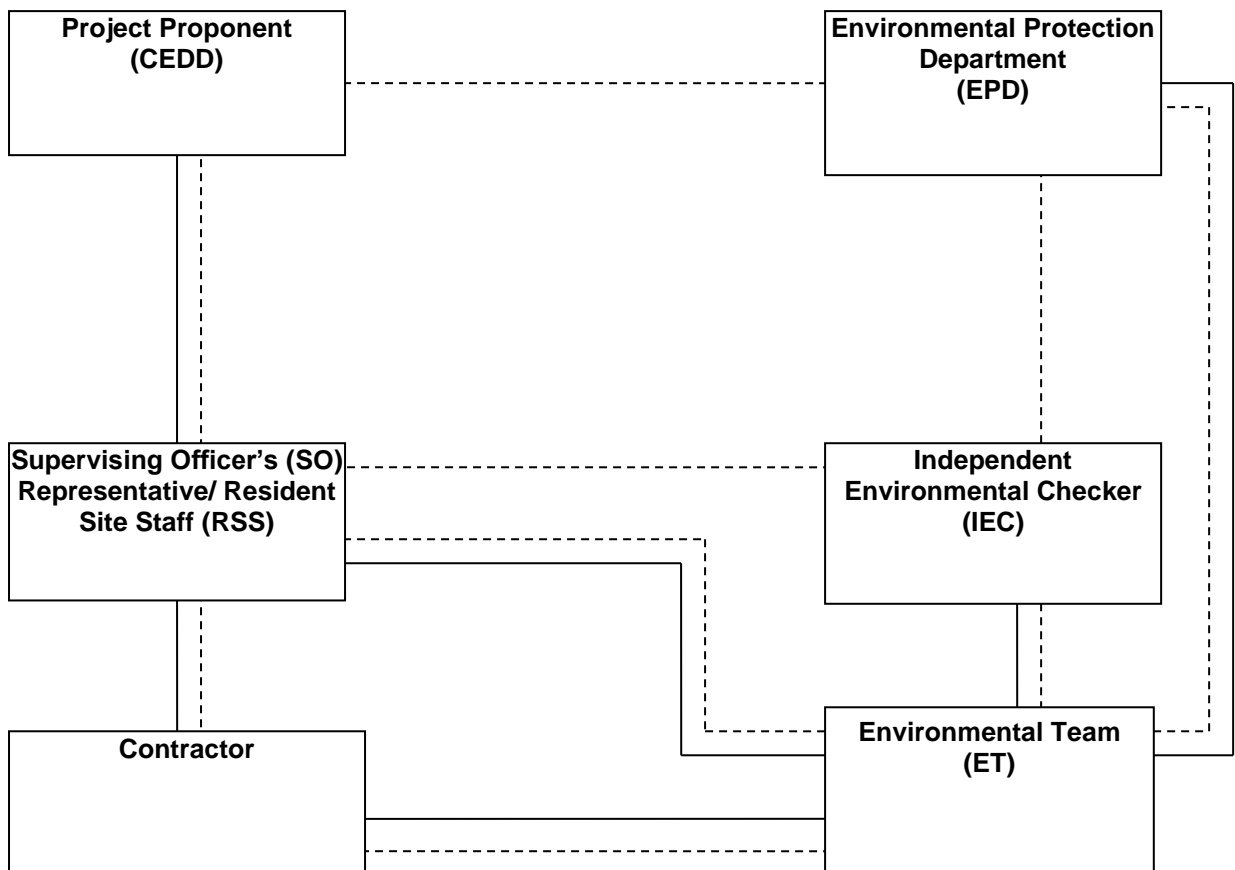 Project Proponent
(CEDD)
Environmental Protection
Department
(EPD)
Supervising Officer's (SO)
Representative/ Resident
Site Staff (RSS)
Independent
Environmental Checker
(IEC)
Contractor
Environmental Team
(ET)